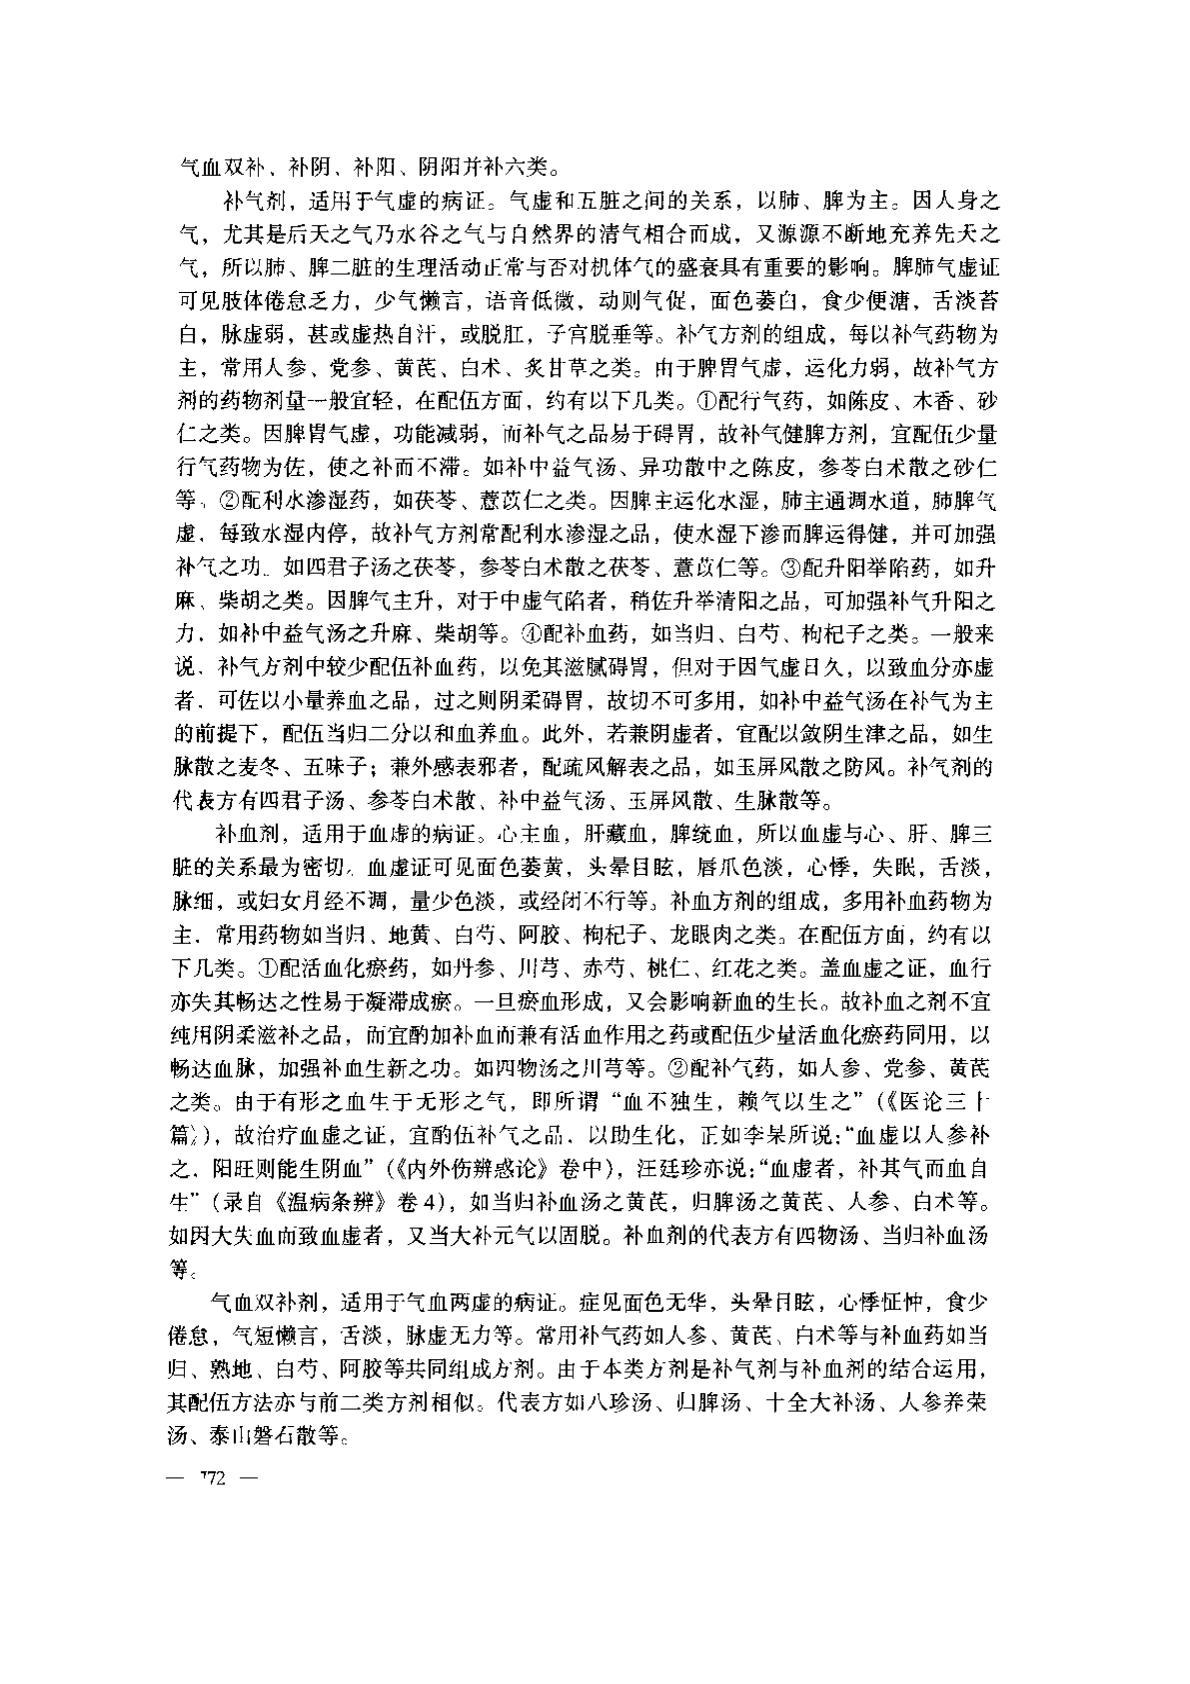 气血双补、补阴、补阳、阴阳并补六类。
补气剂，适用于气虚的病证。气虚和五脏之间的关系，以肺、脾为主。因人身之
气，尤其是后天之气乃水谷之气与自然界的清气相合而成，又源源不断地充养先天之
气，所以肺、脾二脏的生理活动正常与否对机体气的盛衰具有重要的影响。脾肺气虚证
可见肢体倦怠乏力，少气懒言，语音低微，动则气促，面色萎白，食少便溏，舌淡苔
白，脉虚弱，甚或虚热自汗，或脱肛，子宫脱垂等。补气方剂的组成，每以补气药物为
主，常用人参、党参、黄芪、白术、炙甘草之类。由于脾胃气虚，运化力弱，故补气方
剂的药物剂量一般宜轻，在配伍方面，约有以下几类。①配行气药，如陈皮、木香、砂
仁之类。因脾胃气虚，功能减弱，而补气之品易于碍胃，故补气健脾方剂，宜配伍少量
行气药物为佐，使之补而不滞。如补中益气汤、异功散中之陈皮，参苓白术散之砂仁
等。②配利水渗湿药，如茯苓、薏苡仁之类。因脾主运化水湿，肺主通调水道，肺脾气
虚，每致水湿内停，故补气方剂常配利水渗湿之品，使水湿下渗而脾运得健，并可加强
补气之功。如四君子汤之茯苓，参苓白术散之茯苓、薏苡仁等。③配升阳举陷药，如升
麻、柴胡之类。因脾气主升，对于中虚气陷者，稍佐升举清阳之品，可加强补气升阳之
力，如补中益气汤之升麻、柴胡等。④配补血药，如当归、白芍、枸杞子之类。一般来
说，补气方剂中较少配伍补血药，以免其滋腻碍胃，但对于因气虚日久，以致血分亦虚
者，可佐以小量养血之品，过之则阴柔碍胃，故切不可多用，如补中益气汤在补气为主
的前提下，配伍当归二分以和血养血。此外，若兼阴虚者，宜配以敛阴生津之品，如生
脉散之麦冬、五味子；兼外感表邪者，配疏风解表之品，如玉屏风散之防风。补气剂的
代表方有四君子汤、参苓白术散、补中益气汤、玉屏风散、生脉散等。
补血剂，适用于血虚的病证。心主血，肝藏血，脾统血，所以血虚与心、肝、脾三
脏的关系最为密切。血虚证可见面色萎黄，头晕目眩，唇爪色淡，心悸，失眠，舌淡，
脉细，或妇女月经不调，量少色淡，或经闭不行等。补血方剂的组成，多用补血药物为
主，常用药物如当归、地黄、白芍、阿胶、枸杞子、龙眼肉之类。在配伍方面，约有以
下几类。①配活血化瘀药，如丹参、川芎、赤芍、桃仁、红花之类。盖血虚之证，血行
亦失其畅达之性易于凝滞成瘀。一旦瘀血形成，又会影响新血的生长。故补血之剂不宜
纯用阴柔滋补之品，而宜酌加补血而兼有活血作用之药或配伍少量活血化瘀药同用，以
畅达血脉，加强补血生新之功。如四物汤之川芎等。②配补气药，如人参、党参、黄芪
之类。由于有形之血生于无形之气，即所谓“血不独生，赖气以生之”（《医论三十
篇》），故治疗血虚之证，宜酌伍补气之品，以助生化，正如李杲所说：“血虚以人参补
之，阳旺则能生阴血”（《内外伤辨惑论》卷中），汪廷珍亦说：“血虚者，补其气而血自
生”（录自《温病条辨》卷4），如当归补血汤之黄芪，归脾汤之黄芪、人参、白术等。
如因大失血而致血虚者，又当大补元气以固脱。补血剂的代表方有四物汤、当归补血汤
等。
气血双补剂，适用于气血两虚的病证。症见面色无华，头晕目眩，心悸怔忡，食少
倦怠，气短懒言，舌淡，脉虚无力等。常用补气药如人参、黄芪、白术等与补血药如当
归、熟地、白芍、阿胶等共同组成方剂。由于本类方剂是补气剂与补血剂的结合运用，
其配伍方法亦与前二类方剂相似。代表方如八珍汤、归脾汤、十全大补汤、人参养荣
汤、泰山磐石散等。
— 772 —